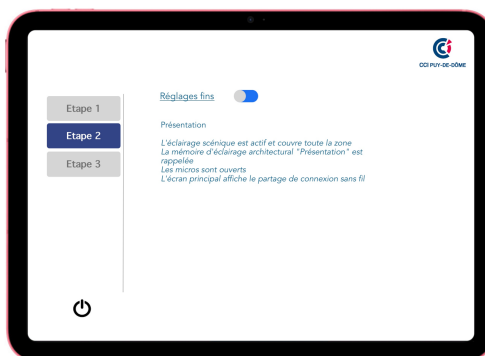 CCI PUY-DE-DÔME
Etape 1
Etape 2
Etape 3
Réglages fins
Présentation
L'éclairage scénique est actif et couvre toute la zone
La mémoire d'éclairage architectural "Présentation" est
rappelée
Les micros sont ouverts
L'écran principal affiche le partage de connexion sans fil